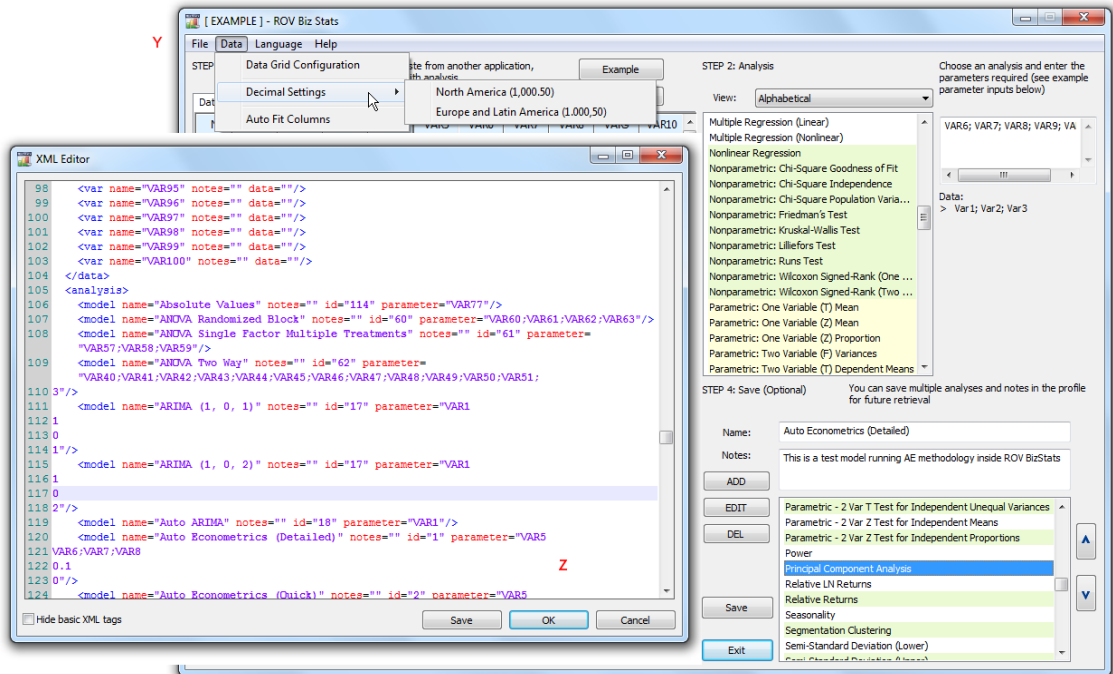 [ EXAMPLE ] - ROV Biz Stats
Y
File Data Language Help
STEP
Data Grid Configuration
Decimal Settings
Auto Fit Columns
North America (1,000.50)
Europe and Latin America (1.000,50)
from another application,
Example
VAR9 VAR10
STEP 2: Analysis
Choose an analysis and enter the
parameters required (see example
parameter inputs below)
View: Alphabetical
Multiple Regression (Linear)
Multiple Regression (Nonlinear)
Nonlinear Regression
Nonparametric: Chi-Square Goodness of Fit
Nonparametric: Chi-Square Independence
Nonparametric: Chi-Square Population Varia...
Nonparametric: Friedman's Test
Nonparametric: Kruskal-Wallis Test
Nonparametric: Lilliefors Test
Nonparametric: Runs Test
Nonparametric: Wilcoxon Signed-Rank (One ...
Nonparametric: Wilcoxon Signed-Rank (Two ...
Parametric: One Variable (T) Mean
Parametric: One Variable (Z) Mean
Parametric: One Variable (Z) Proportion
Parametric: Two Variable (F) Variances
Parametric: Two Variable (T) Dependent Means
VAR6; VAR7; VAR8; VAR9; VA
Data:
> Var1; Var2; Var3
STEP 4: Save (Optional)
You can save multiple analyses and notes in the profile
for future retrieval
Name: Auto Econometrics (Detailed)
Notes: This is a test model running AE methodology inside ROV BizStats
ADD
EDIT
DEL
Save
Exit
Parametric - 2 Var T Test for Independent Unequal Variances
Parametric - 2 Var Z Test for Independent Means
Parametric - 2 Var Z Test for Independent Proportions
Power
Principal Component Analysis
Relative LN Returns
Relative Returns
Seasonality
Segmentation Clustering
Semi-Standard Deviation (Lower)
XML Editor
98 <var name="VAR95" notes="" data=""/>
99 <var name="VAR96" notes="" data=""/>
100 <var name="VAR97" notes="" data=""/>
101 <var name="VAR98" notes="" data=""/>
102 <var name="VAR99" notes="" data=""/>
103 <var name="VAR100" notes="" data=""/>
104 </data>
105 <analysis>
106 <model name="Absolute Values" notes="" id="114" parameter="VAR77"/>
107 <model name="ANOVA Randomized Block" notes="" id="60" parameter="VAR60;VAR61;VAR62;VAR63"/>
108 <model name="ANOVA Single Factor Multiple Treatments" notes="" id="61" parameter=
"VAR57;VAR58;VAR59"/>
109 <model name="ANOVA Two Way" notes="" id="62" parameter=
"VAR40;VAR41;VAR42;VAR43;VAR44;VAR45;VAR46;VAR47;VAR48;VAR49;VAR50;VAR51;
110 3"/>
111 <model name="ARIMA (1, 0, 1)" notes="" id="17" parameter="VAR1
112 1
113 0
114 1"/>
115 <model name="ARIMA (1, 0, 2)" notes="" id="17" parameter="VAR1
116 1
117 0
118 2"/>
119 <model name="Auto ARIMA" notes="" id="18" parameter="VAR1"/>
120 <model name="Auto Econometrics (Detailed)" notes="" id="1" parameter="VAR5
121 VAR6;VAR7;VAR8
122 0.1
123 0"/>
124 <model name="Auto Econometrics (Quick)" notes="" id="2" parameter="VAR5
Z
Hide basic XML tags
Save
OK
Cancel